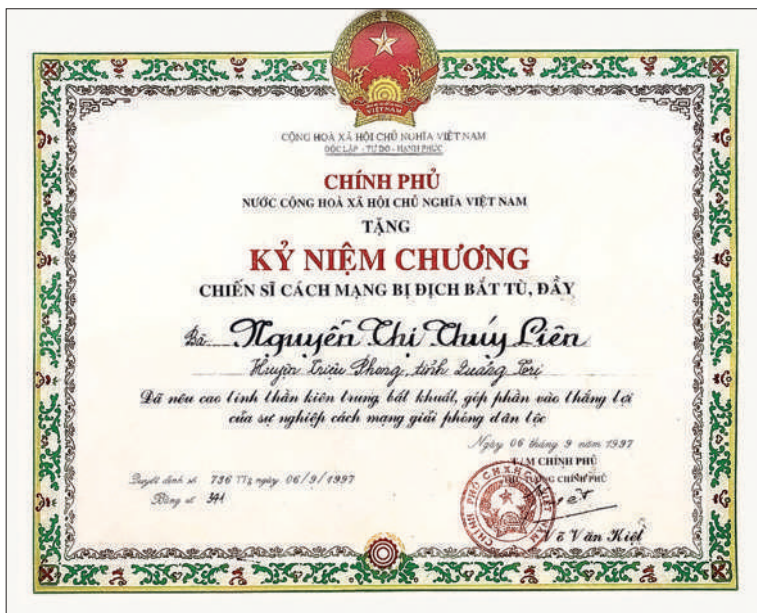 VIỆT NAM
CỘNG HOÀ XÃ HỘI CHỦ NGHĨA VIỆT NAM
ĐỘC LẬP - TỰ DO - HẠNH PHÚC
CHÍNH PHỦ
NƯỚC CỘNG HOÀ XÃ HỘI CHỦ NGHĨA VIỆT NAM
TẶNG
KỶ NIỆM CHƯƠNG
CHIẾN SĨ CÁCH MẠNG BỊ ĐỊCH BẮT TÙ, ĐẦY
Bà Nguyễn Thị Thúy Liên
Huyện Triệu Phong, tỉnh Quảng Trị
Đã nêu cao tinh thần kiên trung bất khuất, góp phần vào thắng lợi
của sự nghiệp cách mạng giải phóng dân tộc
Ngày 06 tháng 9 năm 1997
T/M CHÍNH PHỦ
THỦ TƯỚNG CHÍNH PHỦ
Quyết định số 736 TTg ngày 06/9/1997
Bảng số 341
Võ Văn Kiệt